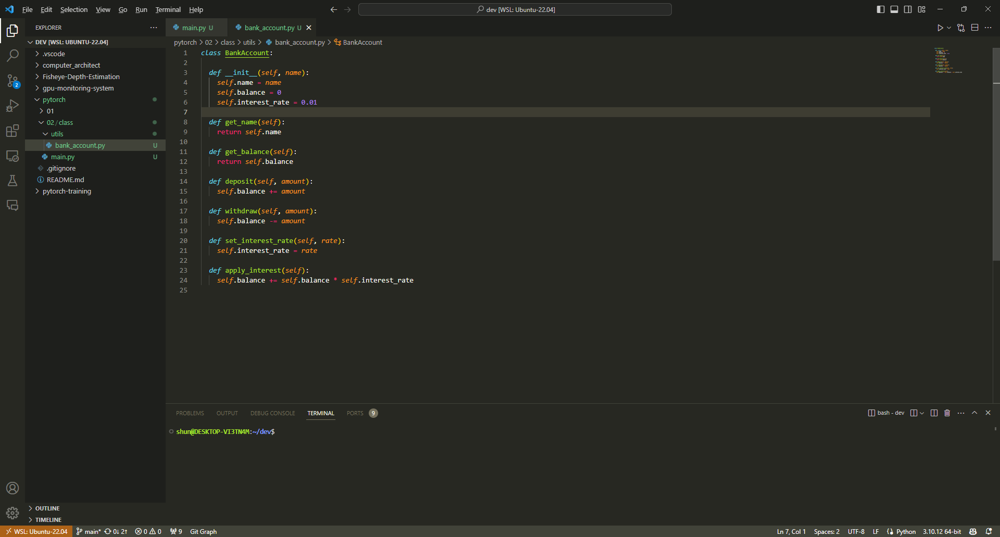 File Edit Selection View Go Run Terminal Help
dev [WSL: Ubuntu-22.04]
EXPLORER
DEV [WSL: UBUNTU-22.04]
.vscode
computer_architect
Fisheye-Depth-Estimation
gpu-monitoring-system
pytorch
01
02 / class
utils
bank_account.py U
main.py U
.gitignore
README.md
pytorch-training
OUTLINE
TIMELINE
main.py U
bank_account.py U
pytorch > 02 > class > utils > bank_account.py > BankAccount
1 class BankAccount:
2
3 def __init__(self, name):
4 self.name = name
5 self.balance = 0
6 self.interest_rate = 0.01
7
8 def get_name(self):
9 return self.name
10
11 def get_balance(self):
12 return self.balance
13
14 def deposit(self, amount):
15 self.balance += amount
16
17 def withdraw(self, amount):
18 self.balance -= amount
19
20 def set_interest_rate(self, rate):
21 self.interest_rate = rate
22
23 def apply_interest(self):
24 self.balance += self.balance * self.interest_rate
25
PROBLEMS OUTPUT DEBUG CONSOLE TERMINAL PORTS 9
bash - dev
shun@DESKTOP-VI3TN4M:~/dev$
2
WSL: Ubuntu-22.04 main* 0↓ 2↑ 0 0 9 Git Graph
Ln 7, Col 1 Spaces: 2 UTF-8 LF Python 3.10.12 64-bit